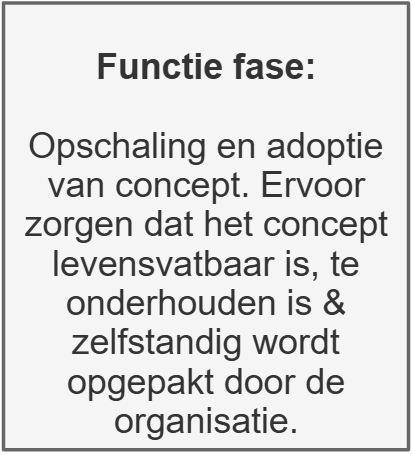 Functie fase:
Opschaling en adoptie
van concept. Ervoor
zorgen dat het concept
levensvatbaar is, te
onderhouden is &
zelfstandig wordt
opgepakt door de
organisatie.